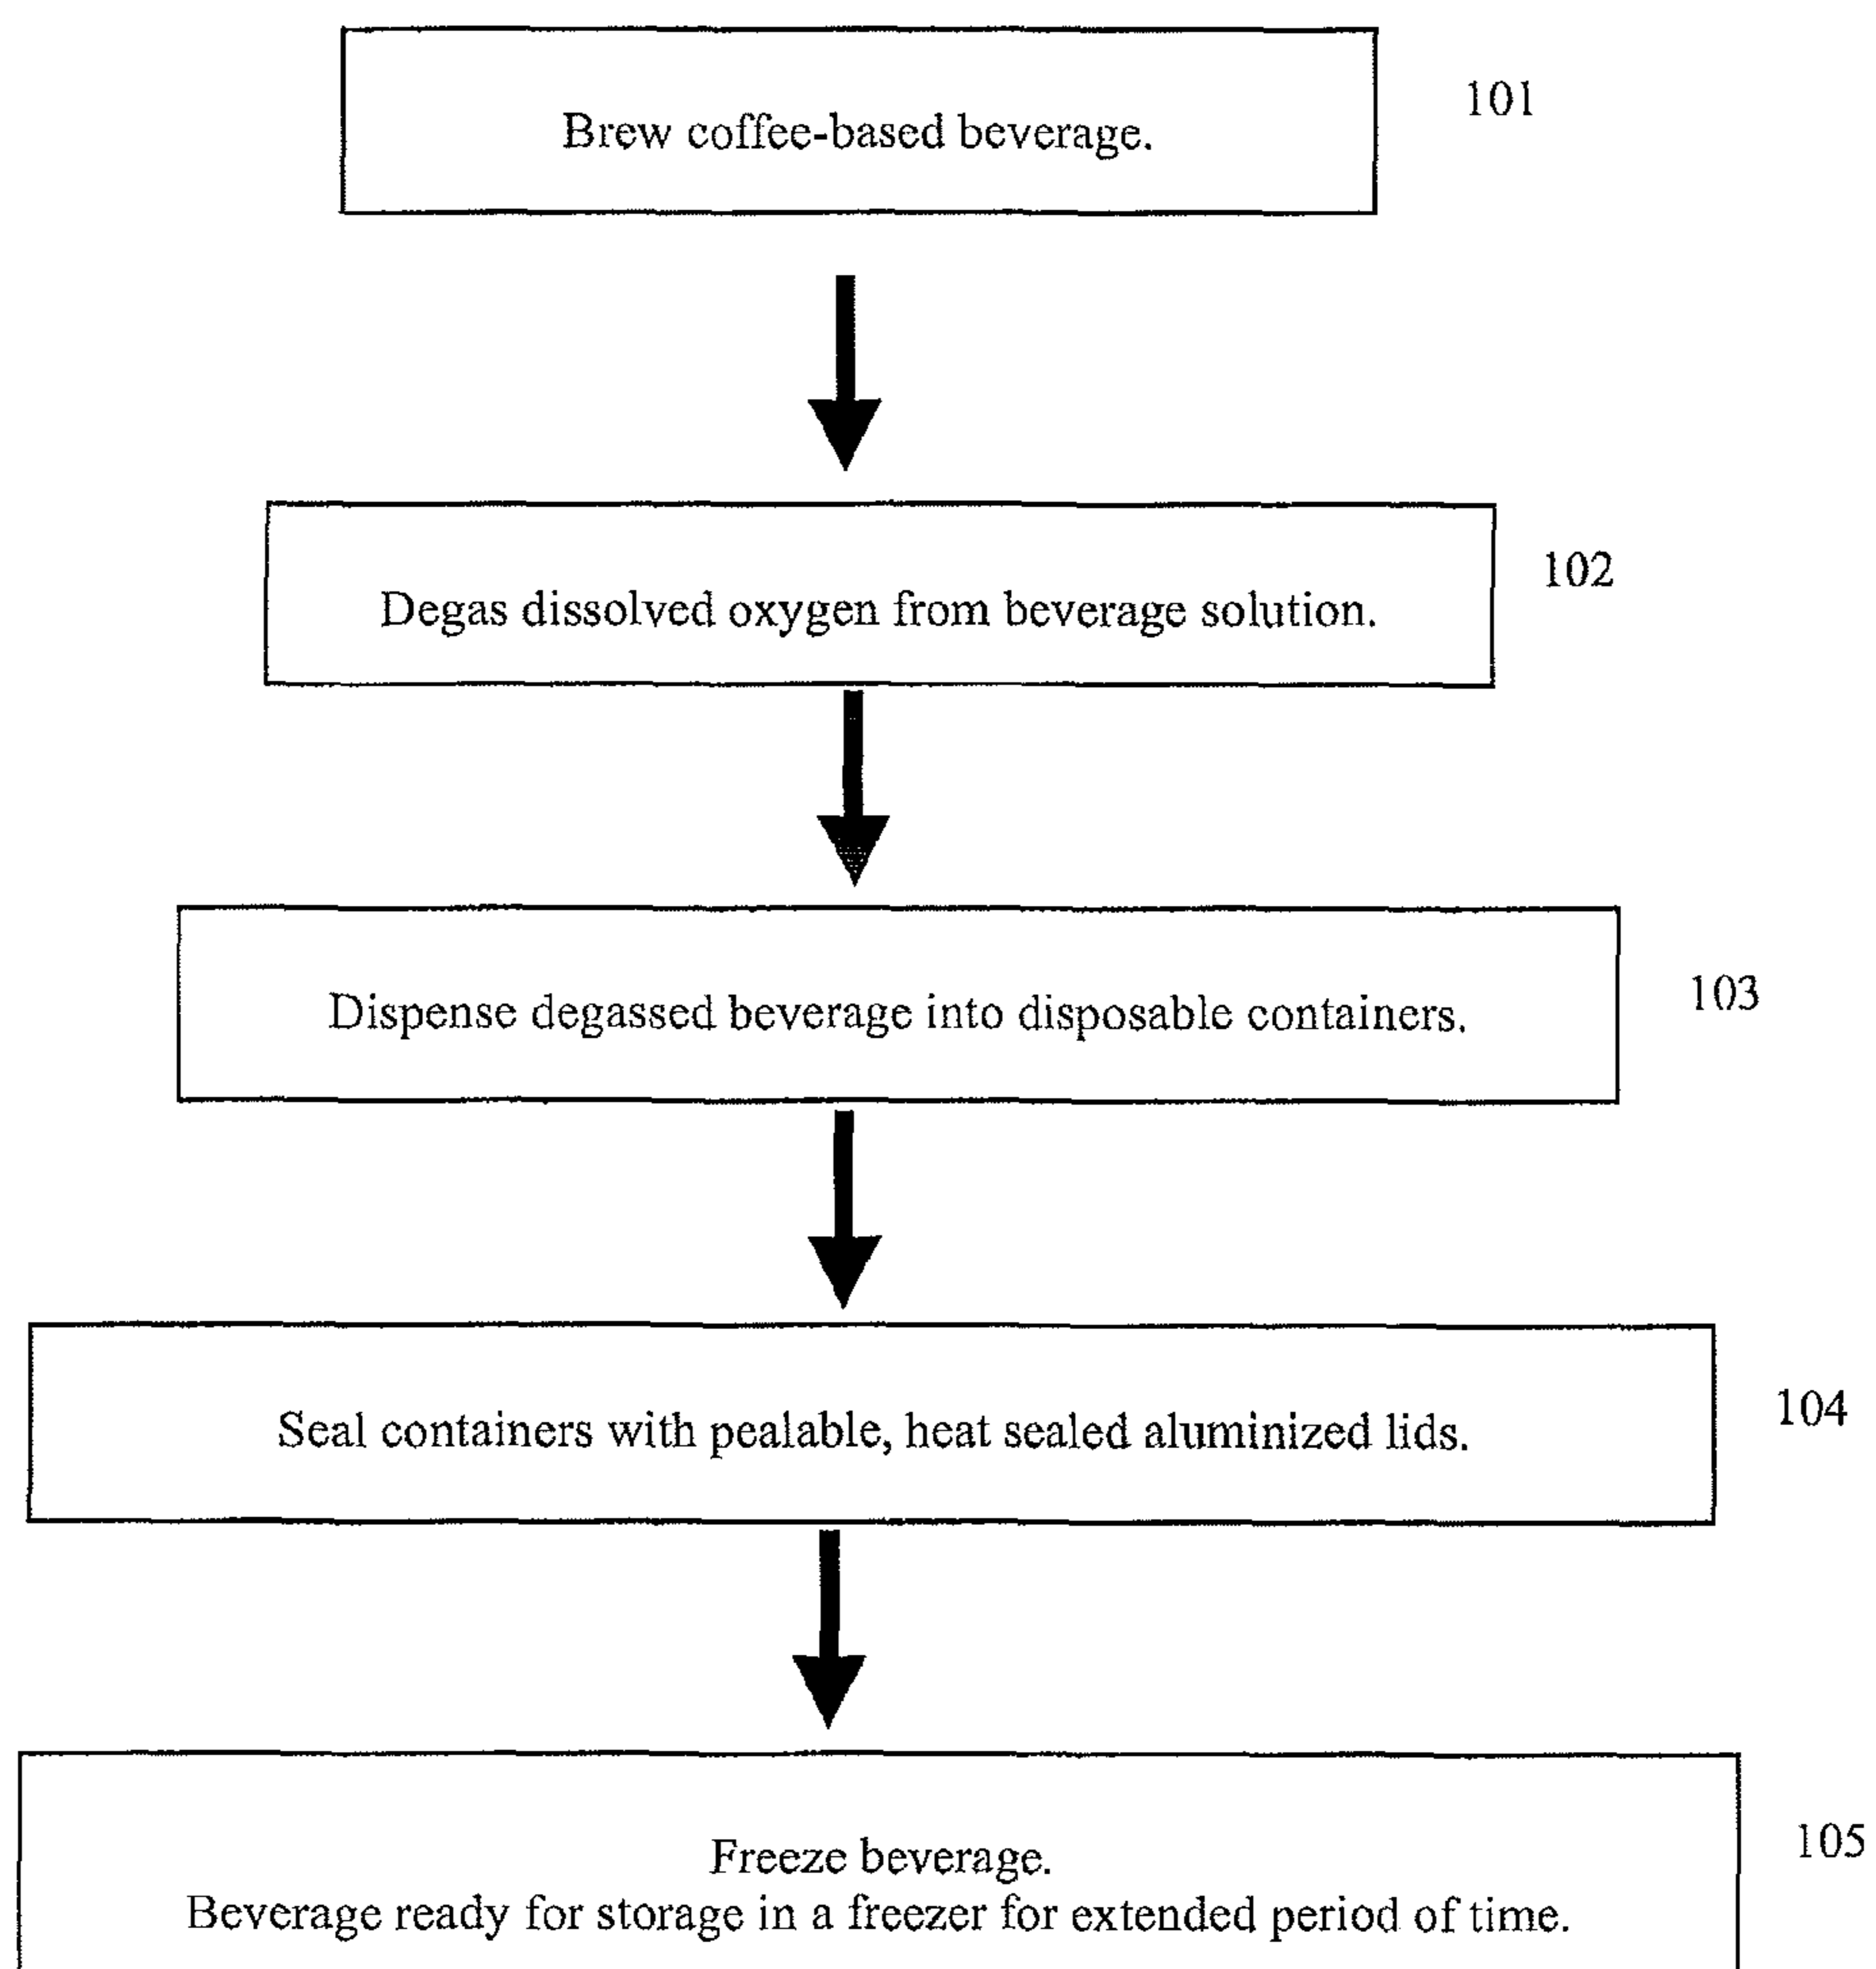 Brew coffee-based beverage.
101
Degas dissolved oxygen from beverage solution.
102
Dispense degassed beverage into disposable containers.
103
Seal containers with pealable, heat sealed aluminized lids.
104
Freeze beverage.
105
Beverage ready for storage in a freezer for extended period of time.